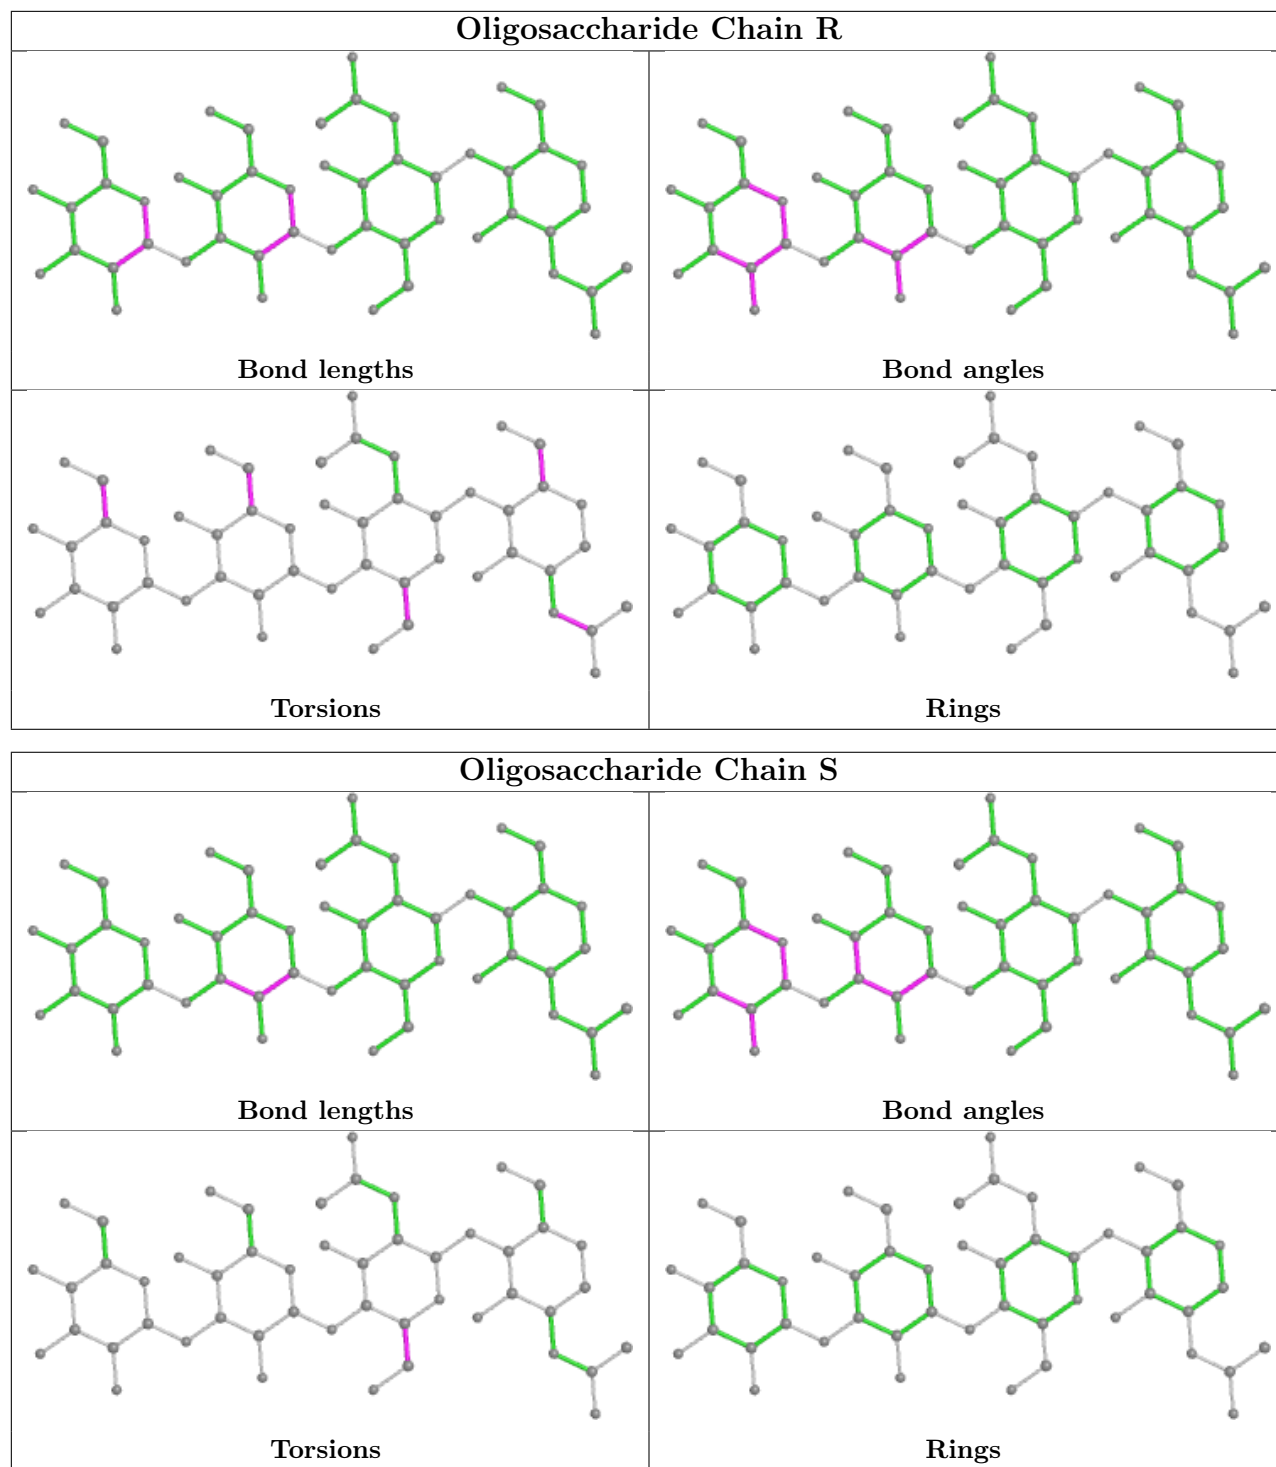 Oligosaccharide Chain R
Bond lengths
Bond angles
Torsions
Rings
Oligosaccharide Chain S
Bond lengths
Bond angles
Torsions
Rings